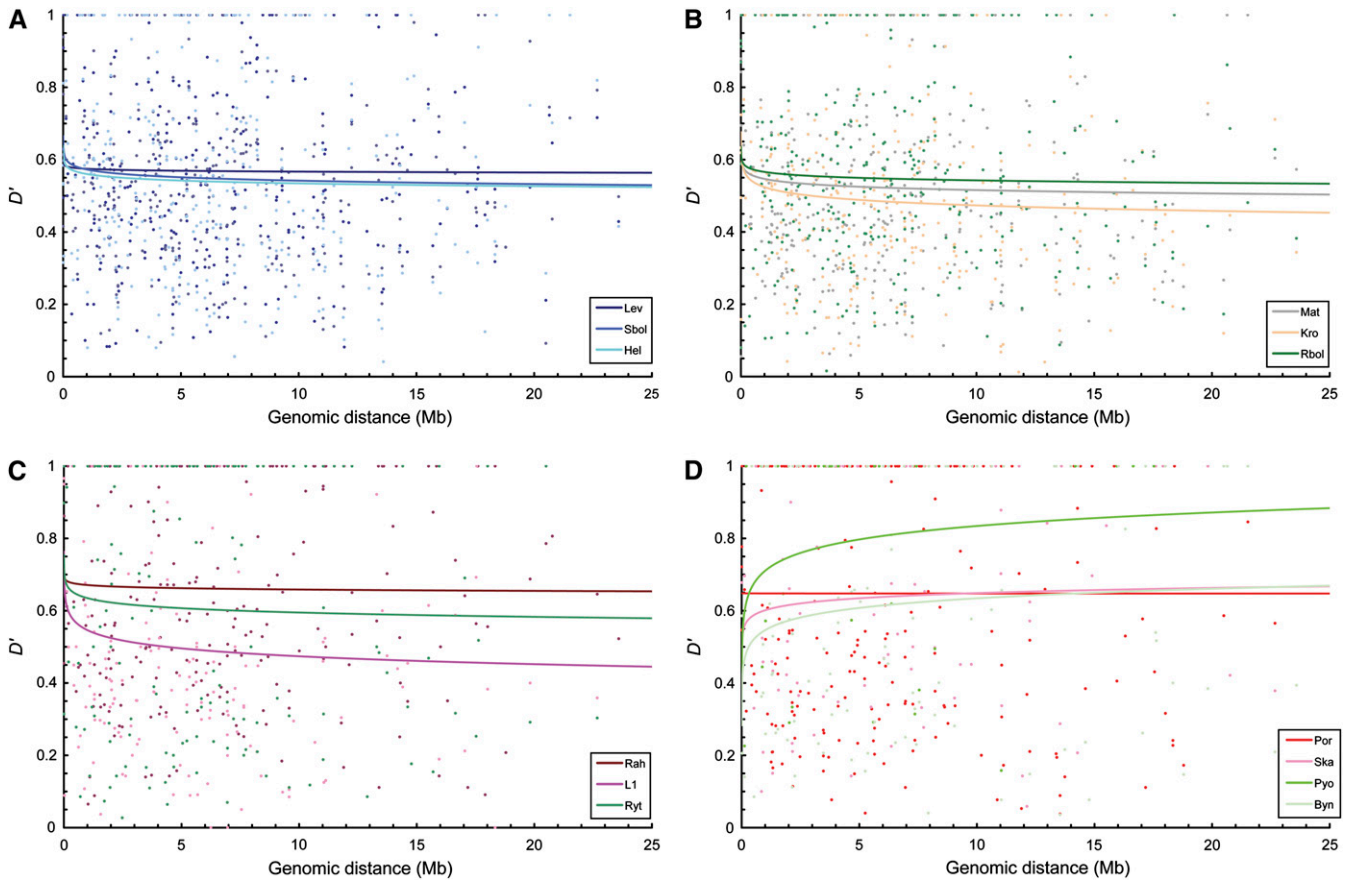 A
1
0.8
0.6
D′
0.4
0.2
0
Lev
Sbol
Hel
0 5 10 15 20 25
Genomic distance (Mb)
B
1
0.8
0.6
D′
0.4
0.2
0
Mat
Kro
Rbol
0 5 10 15 20 25
Genomic distance (Mb)
C
1
0.8
0.6
D′
0.4
0.2
0
Rah
L1
Ryt
0 5 10 15 20 25
Genomic distance (Mb)
D
1
0.8
0.6
D′
0.4
0.2
0
Por
Ska
Pyo
Byn
0 5 10 15 20 25
Genomic distance (Mb)